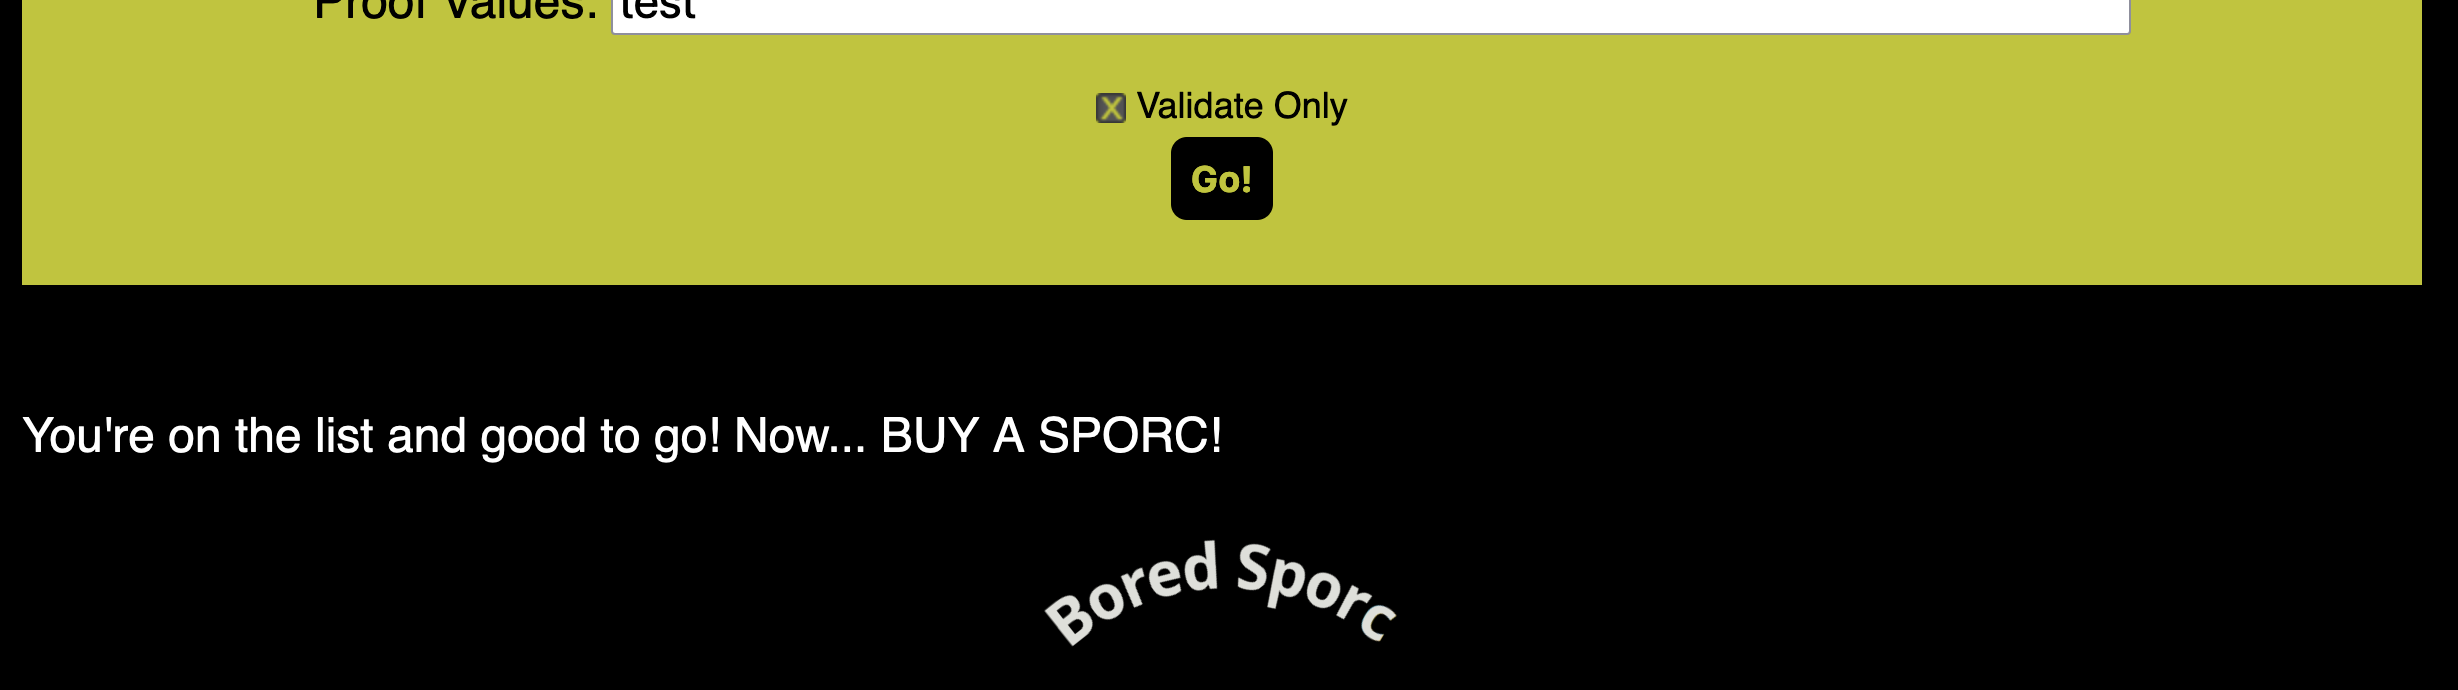 Proof Values: test
X Validate Only
Go!
You're on the list and good to go! Now... BUY A SPORC!
Bored Sporc